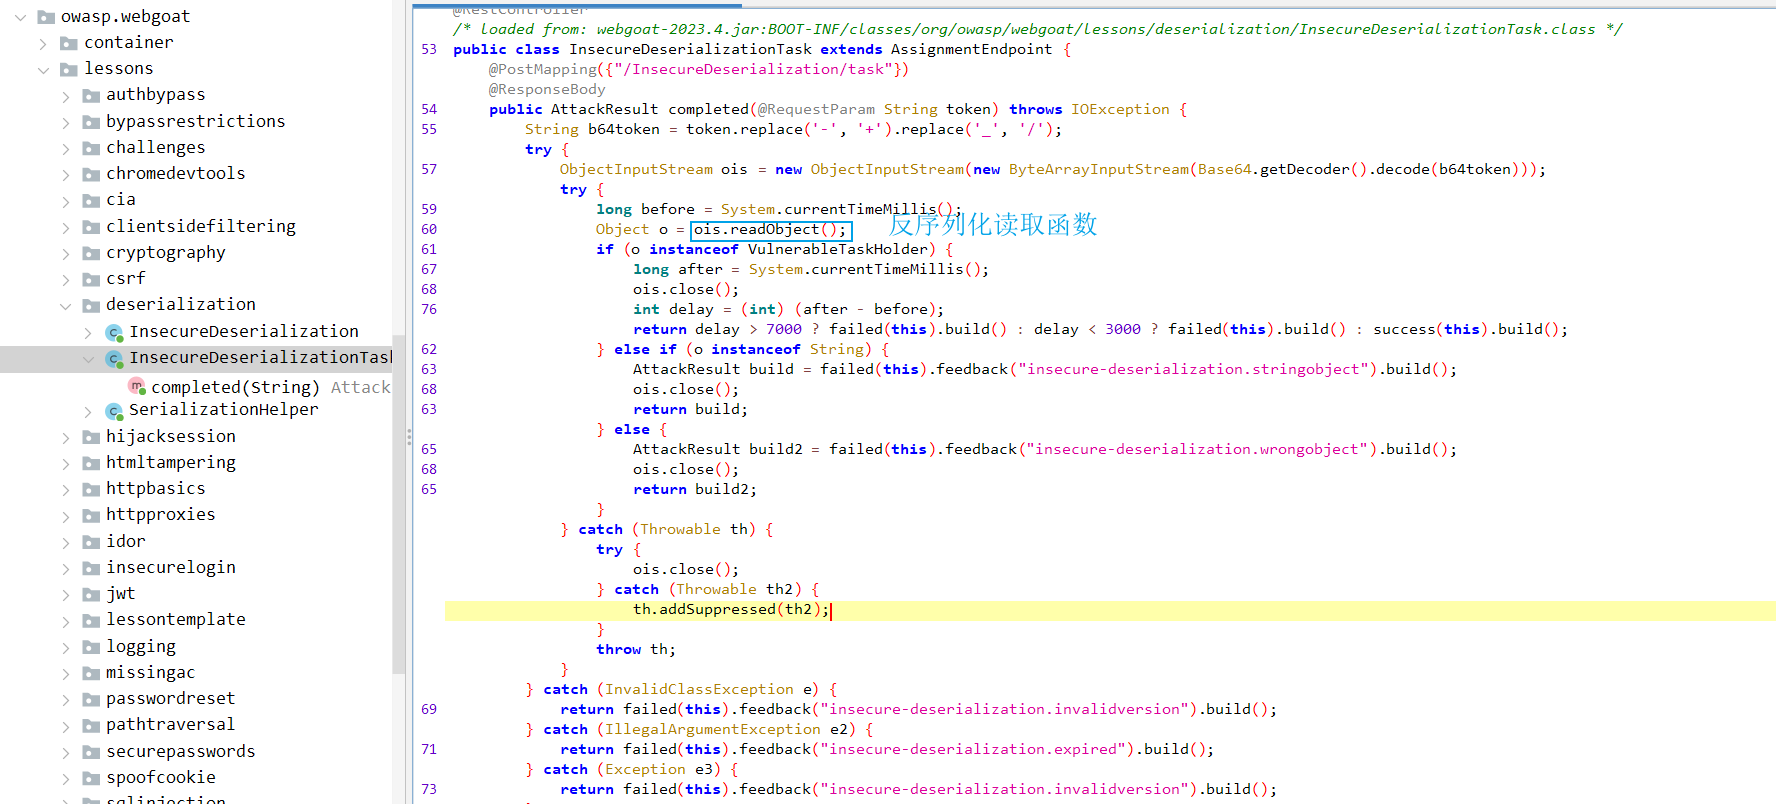 owasp.webgoat
container
lessons
authbypass
bypassrestrictions
challenges
chromedevtools
cia
clientsidefiltering
cryptography
csrf
deserialization
InsecureDeserialization
InsecureDeserializationTask
completed(String) Attack
SerializationHelper
hijacksession
htmltampering
httpbasics
httpproxies
idor
insecurelogin
jwt
lessontemplate
logging
missingac
passwordreset
pathtraversal
securepasswords
spoofcookie
sqlinjection
@RestController
/* loaded from: webgoat-2023.4.jar:BOOT-INF/classes/org/owasp/webgoat/lessons/deserialization/InsecureDeserializationTask.class */
53 public class InsecureDeserializationTask extends AssignmentEndpoint {
@PostMapping({"/InsecureDeserialization/task"})
@ResponseBody
54 public AttackResult completed(@RequestParam String token) throws IOException {
55 String b64token = token.replace('-', '+').replace('_', '/');
try {
57 ObjectInputStream ois = new ObjectInputStream(new ByteArrayInputStream(Base64.getDecoder().decode(b64token)));
try {
59 long before = System.currentTimeMillis();
60 Object o = ois.readObject(); 反序列化读取函数
61 if (o instanceof VulnerableTaskHolder) {
67 long after = System.currentTimeMillis();
68 ois.close();
76 int delay = (int) (after - before);
return delay > 7000 ? failed(this).build() : delay < 3000 ? failed(this).build() : success(this).build();
62 } else if (o instanceof String) {
63 AttackResult build = failed(this).feedback("insecure-deserialization.stringobject").build();
68 ois.close();
63 return build;
} else {
65 AttackResult build2 = failed(this).feedback("insecure-deserialization.wrongobject").build();
68 ois.close();
65 return build2;
}
} catch (Throwable th) {
try {
ois.close();
} catch (Throwable th2) {
th.addSuppressed(th2);
}
throw th;
}
} catch (InvalidClassException e) {
69 return failed(this).feedback("insecure-deserialization.invalidversion").build();
} catch (IllegalArgumentException e2) {
71 return failed(this).feedback("insecure-deserialization.expired").build();
} catch (Exception e3) {
73 return failed(this).feedback("insecure-deserialization.invalidversion").build();